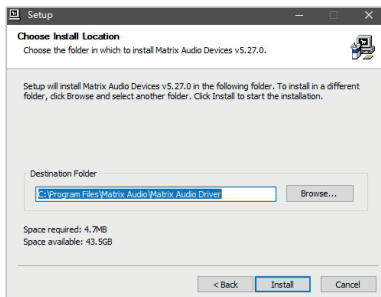 Setup
Choose Install Location
Choose the folder in which to install Matrix Audio Devices v5.27.0.
Setup will install Matrix Audio Devices v5.27.0 in the following folder. To install in a different
folder, click Browse and select another folder. Click Install to start the installation.
Destination Folder
C:\Program Files\Matrix Audio\Matrix Audio Driver
Browse...
Space required: 4.7MB
Space available: 43.5GB
< Back
Install
Cancel